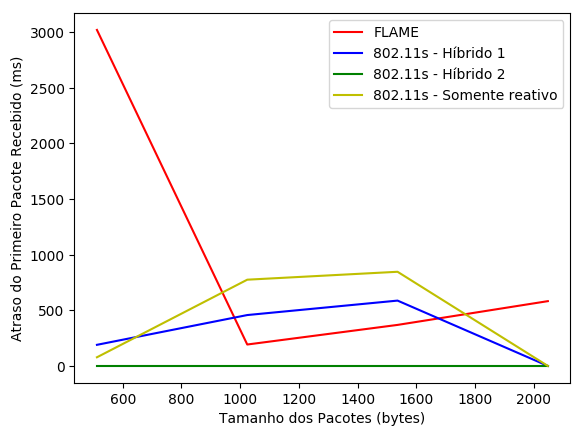 FLAME
802.11s - Híbrido 1
802.11s - Híbrido 2
802.11s - Somente reativo
Atraso do Primeiro Pacote Recebido (ms)
3000
2500
2000
1500
1000
500
0
600 800 1000 1200 1400 1600 1800 2000
Tamanho dos Pacotes (bytes)